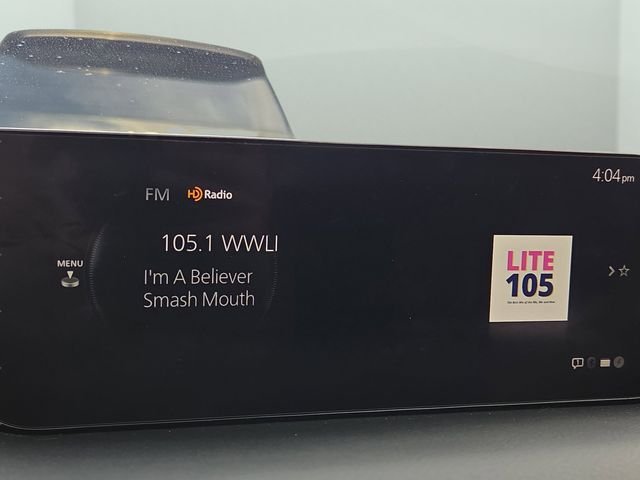 4:04pm
FM HD Radio
105.1 WWLI
MENU
I'm A Believer
Smash Mouth
LITE
105